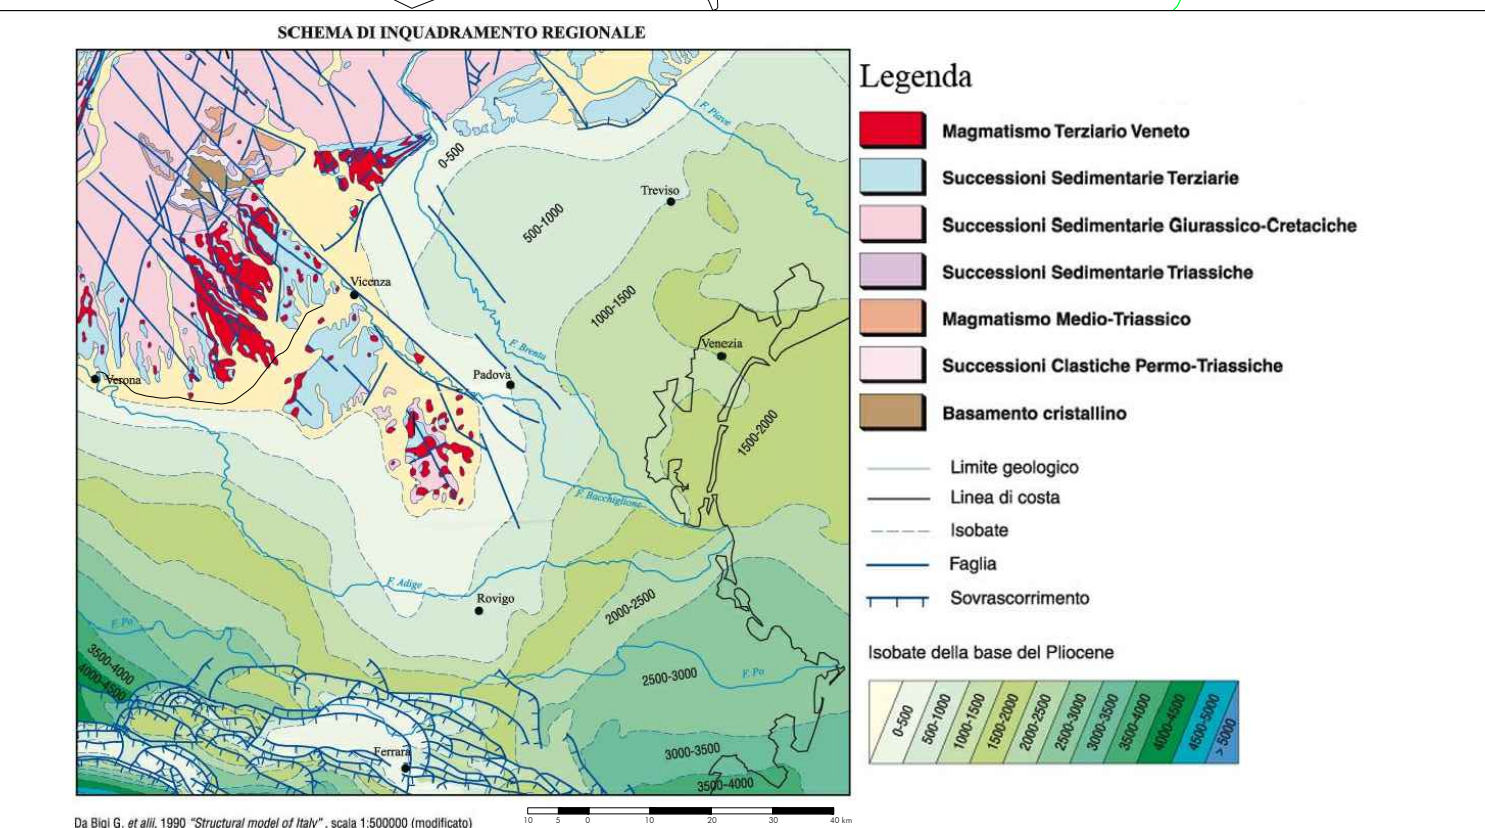 SCHEMA DI INQUADRAMENTO REGIONALE
F. Piave
0-500
Treviso
500-1000
Vicenza
1000-1500
Venezia
F. Brenta
Verona
Padova
1500-2000
F. Bacchiglione
F. Adige
Rovigo
2000-2500
F. Po
3500-4000
4000-4500
2500-3000
F. Po
3000-3500
Ferrara
3500-4000
Da Bigi G. et alii, 1990 "Structural model of Italy" , scala 1:500000 (modificato)
10 5 0 10 20 30 40 km
Legenda
Magmatismo Terziario Veneto
Successioni Sedimentarie Terziarie
Successioni Sedimentarie Giurassico-Cretaciche
Successioni Sedimentarie Triassiche
Magmatismo Medio-Triassico
Successioni Clastiche Permo-Triassiche
Basamento cristallino
Limite geologico
Linea di costa
Isobate
Faglia
Sovrascorrimento
Isobate della base del Pliocene
0-500
500-1000
1000-1500
1500-2000
2000-2500
2500-3000
3000-3500
3500-4000
4000-4500
4500-5000
> 5000